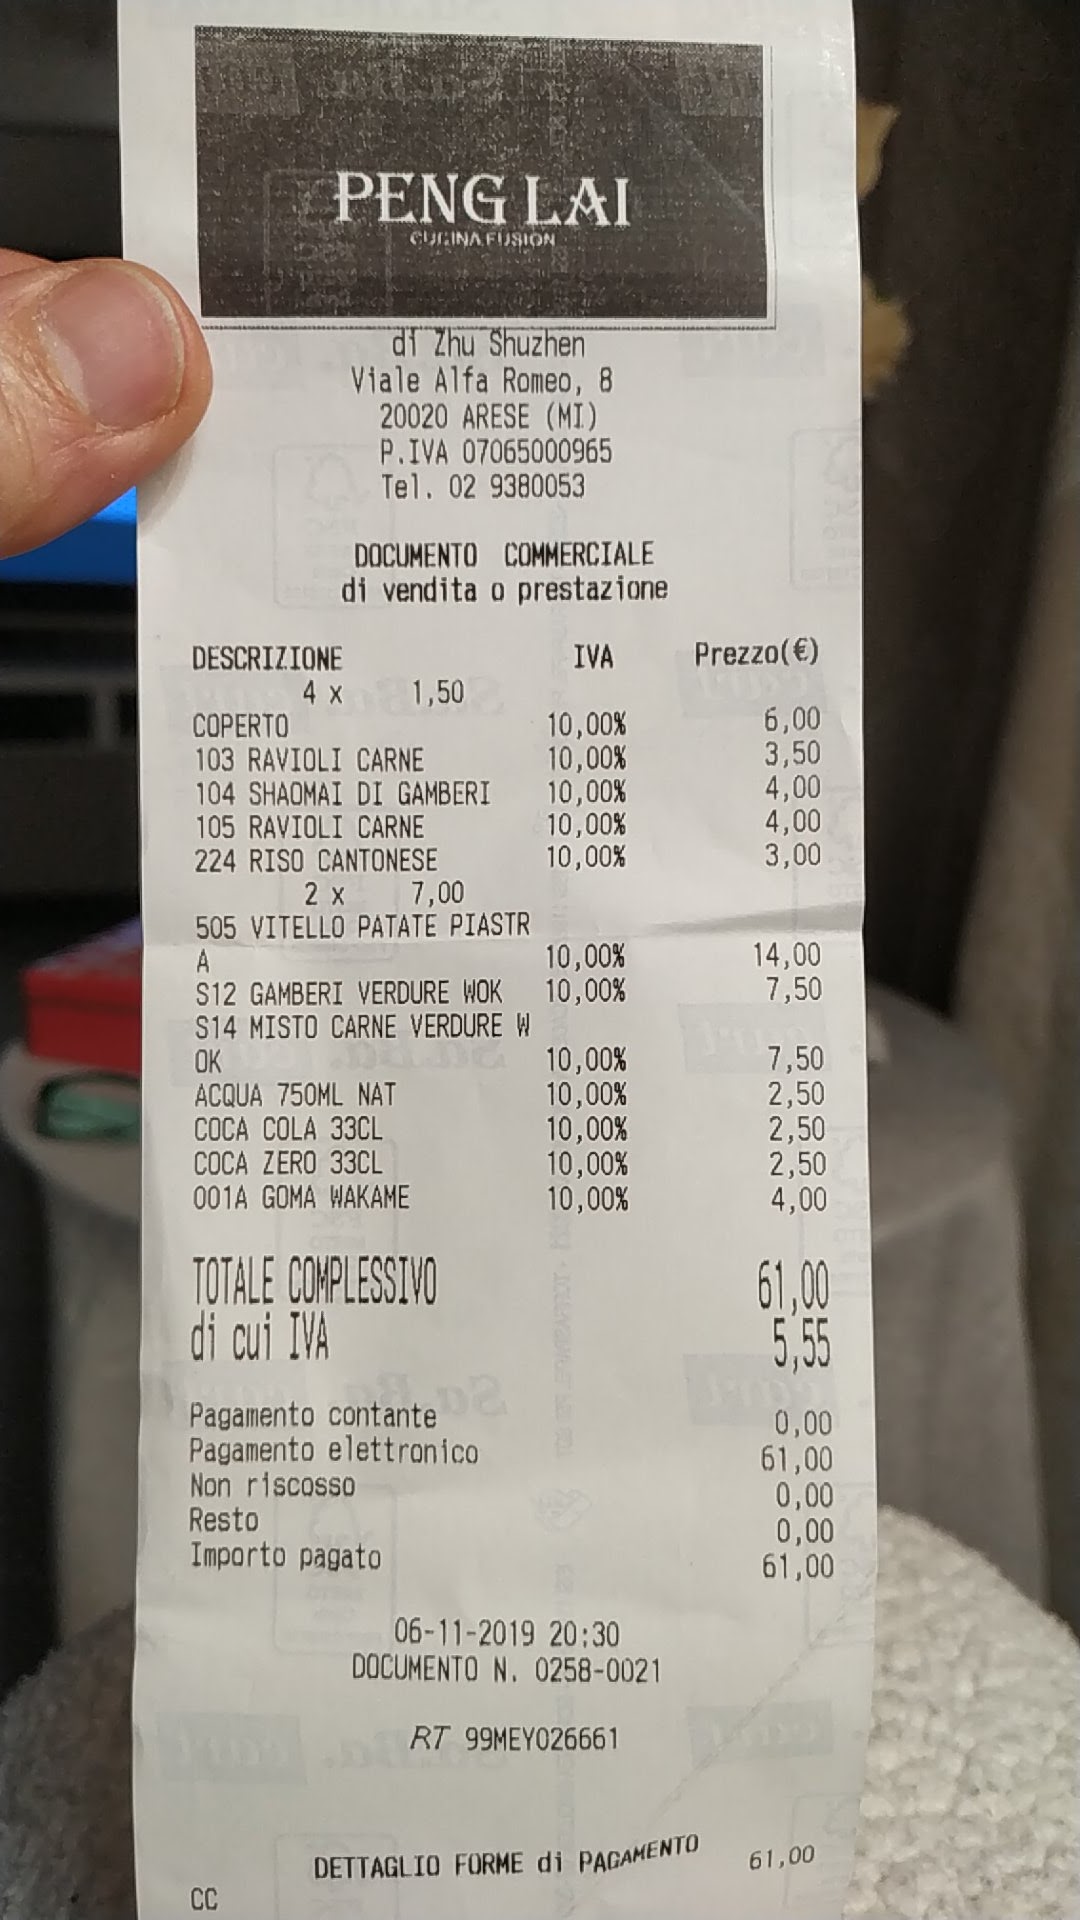 PENG LAI
CUCINA FUSION
di Zhu Shuzhen
Viale Alfa Romeo, 8
20020 ARESE (MI)
P.IVA 07065000965
Tel. 02 9380053
DOCUMENTO COMMERCIALE
di vendita o prestazione
DESCRIZIONE IVA Prezzo(€)
4 x 1,50
COPERTO 10,00% 6,00
103 RAVIOLI CARNE 10,00% 3,50
104 SHAOMAI DI GAMBERI 10,00% 4,00
105 RAVIOLI CARNE 10,00% 4,00
224 RISO CANTONESE 10,00% 3,00
2 x 7,00
505 VITELLO PATATE PIASTR
A 10,00% 14,00
S12 GAMBERI VERDURE WOK 10,00% 7,50
S14 MISTO CARNE VERDURE W
OK 10,00% 7,50
ACQUA 750ML NAT 10,00% 2,50
COCA COLA 33CL 10,00% 2,50
COCA ZERO 33CL 10,00% 2,50
001A GOMA WAKAME 10,00% 4,00
TOTALE COMPLESSIVO 61,00
di cui IVA 5,55
Pagamento contante 0,00
Pagamento elettronico 61,00
Non riscosso 0,00
Resto 0,00
Importo pagato 61,00
06-11-2019 20:30
DOCUMENTO N. 0258-0021
RT 99MEY026661
DETTAGLIO FORME di PAGAMENTO
CC 61,00